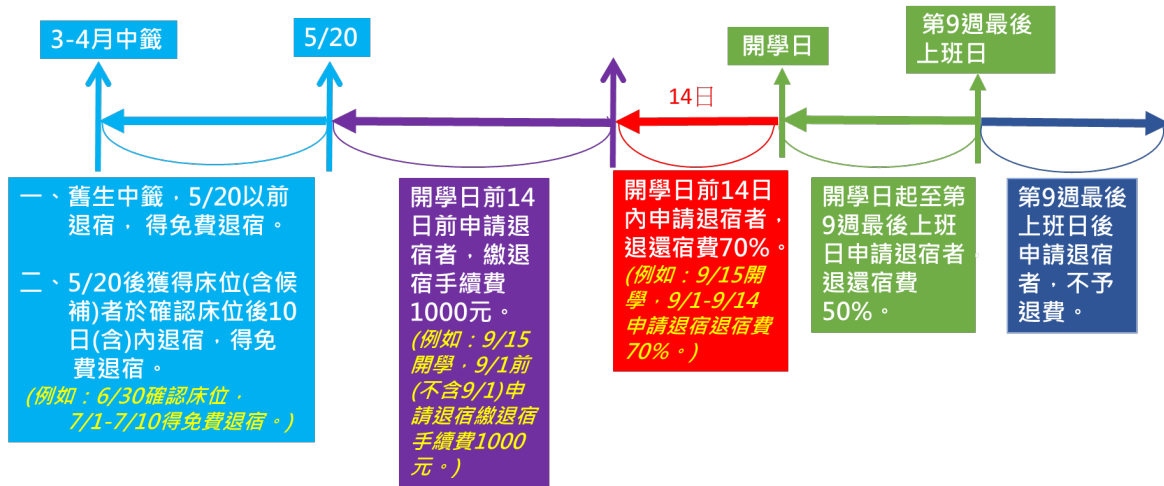 3-4月中籤
5/20
14日
開學日
第9週最後
上班日
一、舊生中籤，5/20以前
退宿， 得免費退宿。
二、5/20後獲得床位(含候
補)者於確認床位後10
日(含)內退宿，得免
費退宿。
(例如：6/30確認床位，
7/1-7/10得免費退宿。)
開學日前14
日前申請退
宿者，繳退
宿手續費
1000元。
(例如：9/15
開學，9/1前
(不含9/1)申
請退宿繳退宿
手續費1000
元。)
開學日前14日
內申請退宿者，
退還宿費70%。
(例如：9/15開
學，9/1-9/14
申請退宿退宿費
70%。)
開學日起至第
9週最後上班
日申請退宿者，
退還宿費
50%。
第9週最後
上班日後
申請退宿
者，不予
退費。